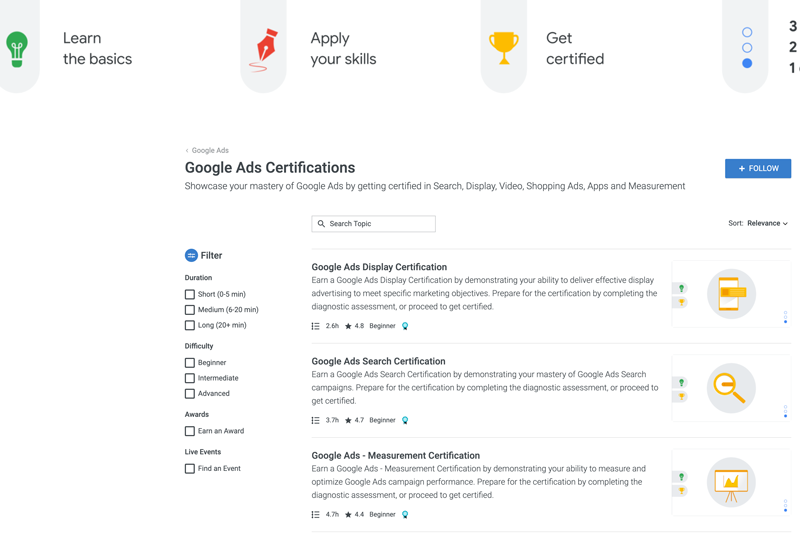 Learn
the basics
Apply
your skills
Get
certified
3
2
1
‹ Google Ads
Google Ads Certifications
+ FOLLOW
Showcase your mastery of Google Ads by getting certified in Search, Display, Video, Shopping Ads, Apps and Measurement
Search Topic
Sort: Relevance
Filter
Duration
Short (0-5 min)
Medium (6-20 min)
Long (20+ min)
Difficulty
Beginner
Intermediate
Advanced
Awards
Earn an Award
Live Events
Find an Event
Google Ads Display Certification
Earn a Google Ads Display Certification by demonstrating your ability to deliver effective display
advertising to meet specific marketing objectives. Prepare for the certification by completing the
diagnostic assessment, or proceed to get certified.
2.6h 4.8 Beginner
Google Ads Search Certification
Earn a Google Ads Search Certification by demonstrating your mastery of Google Ads Search
campaigns. Prepare for the certification by completing the diagnostic assessment, or proceed to
get certified.
3.7h 4.7 Beginner
Google Ads - Measurement Certification
Earn a Google Ads - Measurement Certification by demonstrating your ability to measure and
optimize Google Ads campaign performance. Prepare for the certification by completing the
diagnostic assessment, or proceed to get certified.
4.7h 4.4 Beginner